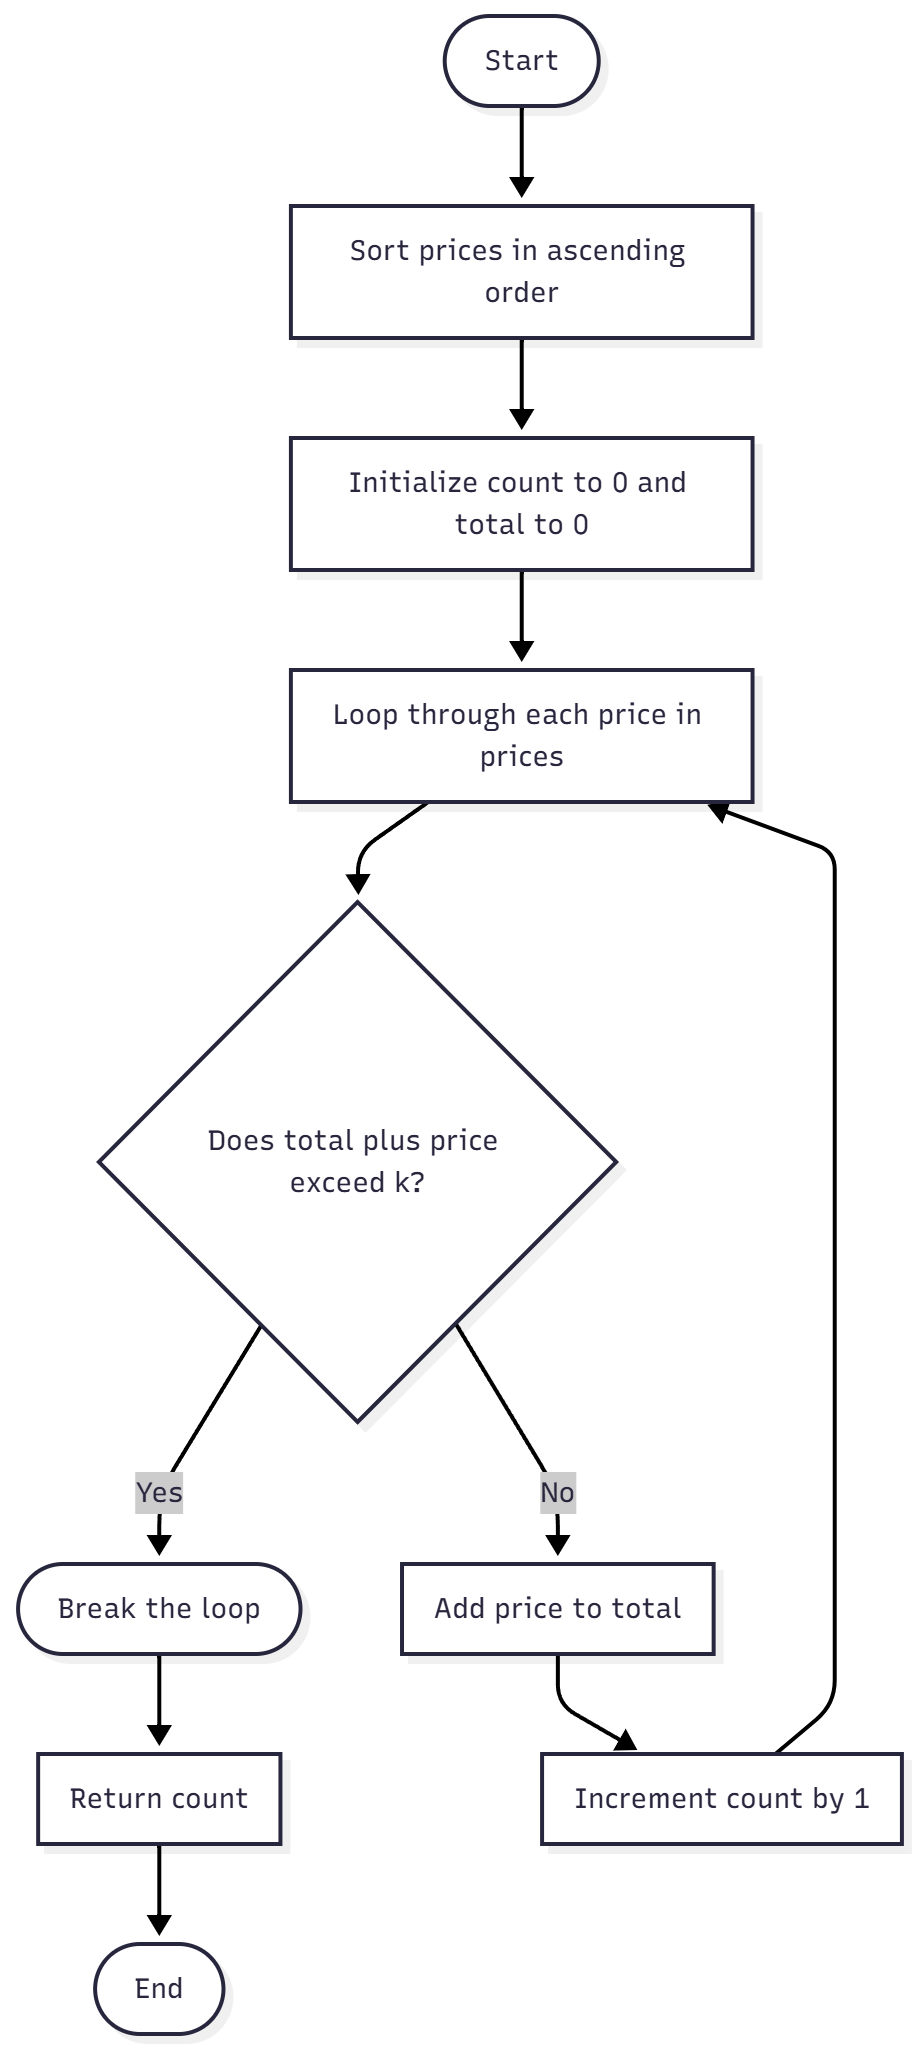 Start
Sort prices in ascending
order
Initialize count to 0 and
total to 0
Loop through each price in
prices
Does total plus price
exceed k?
Yes
No
Break the loop
Add price to total
Return count
Increment count by 1
End